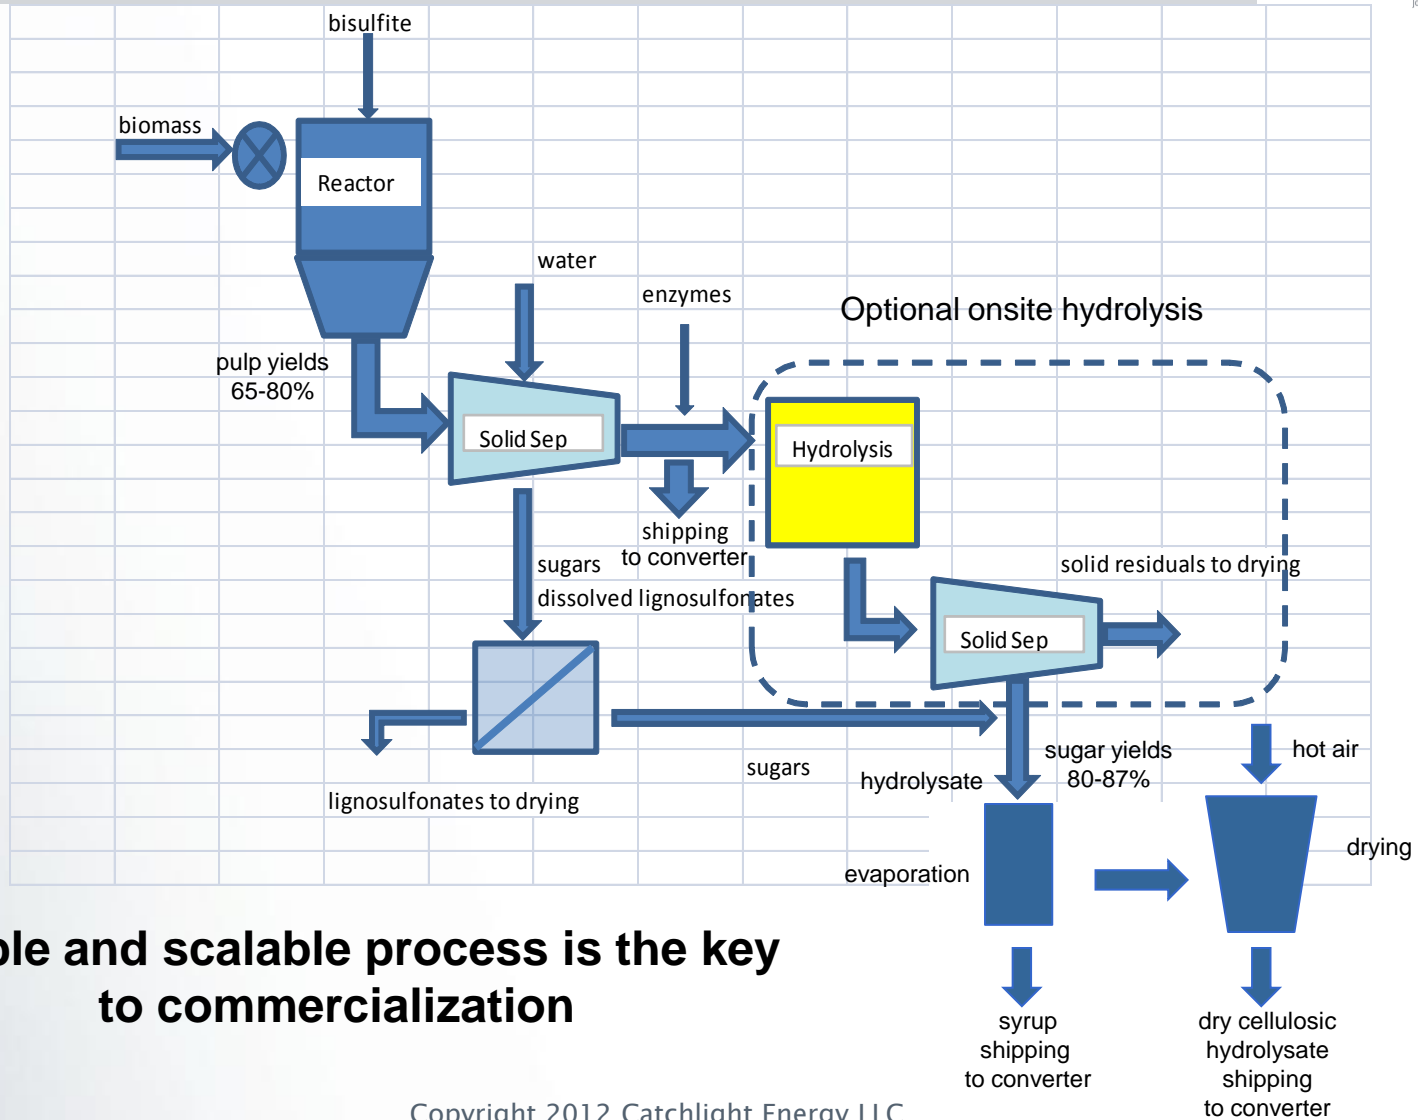 bisulfite
biomass
Reactor
water
enzymes
Optional onsite hydrolysis
pulp yields
65-80%
Solid Sep
Hydrolysis
shipping
to converter
sugars
dissolved lignosulfonates
solid residuals to drying
Solid Sep
sugars
lignosulfonates to drying
hydrolysate
sugar yields
80-87%
hot air
drying
evaporation
and scalable process is the key
to commercialization
syrup
shipping
to converter
dry cellulosic
hydrolysate
shipping
to converter
Copyright 2012 Catchlight Energy LLC